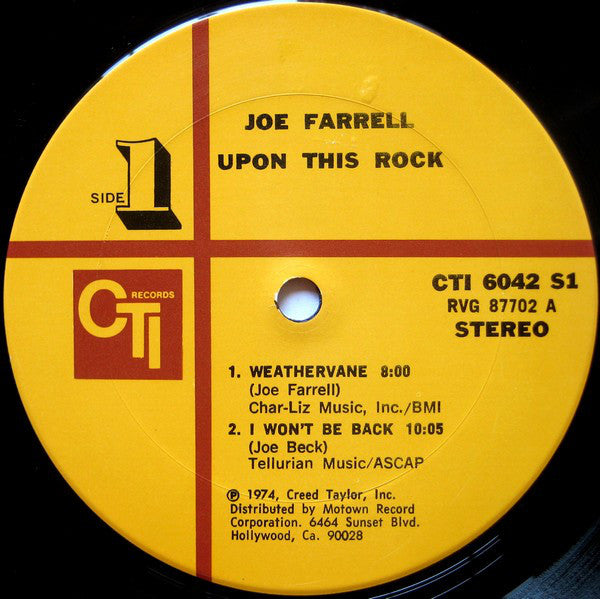 JOE FARRELL
UPON THIS ROCK
SIDE 1
CTI RECORDS
CTI 6042 S1
RVG 87702 A
STEREO
1. WEATHERVANE 8:00
(Joe Farrell)
Char-Liz Music, Inc./BMI
2. I WON'T BE BACK 10:05
(Joe Beck)
Tellurian Music/ASCAP
℗ 1974, Creed Taylor, Inc.
Distributed by Motown Record
Corporation. 6464 Sunset Blvd.
Hollywood, Ca. 90028